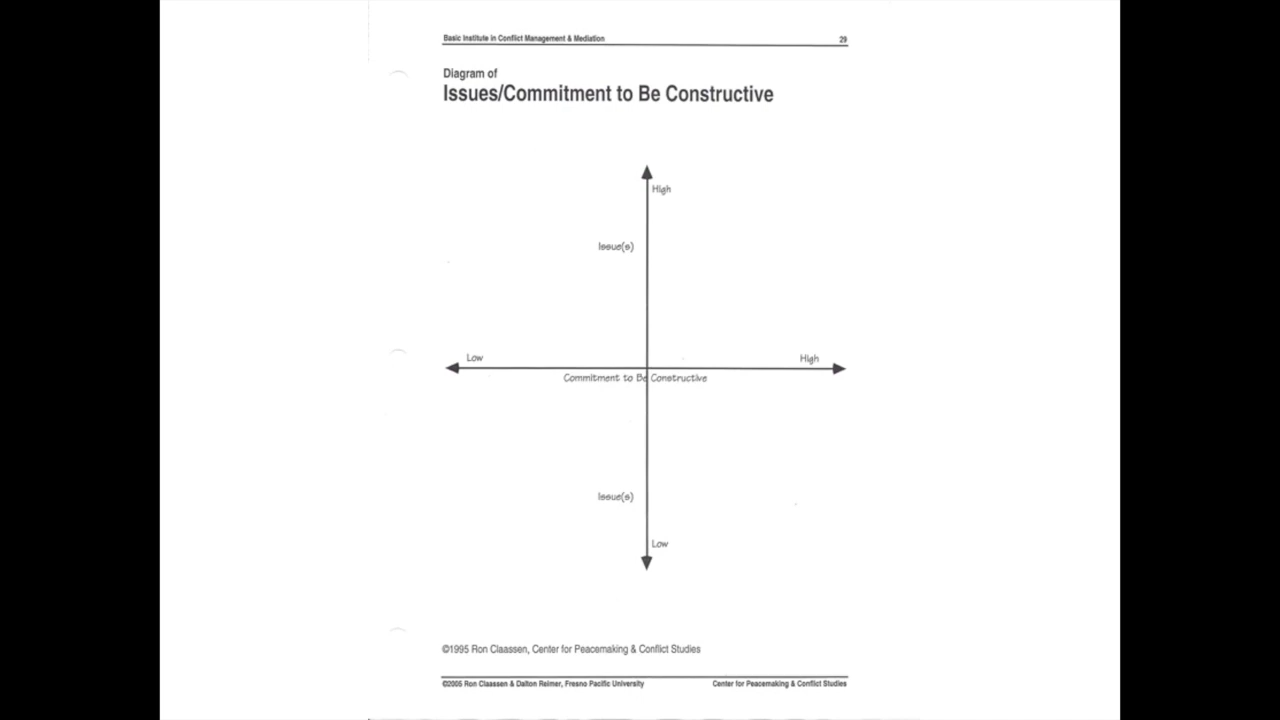 Basic Institute in Conflict Management & Mediation 29
Diagram of
Issues/Commitment to Be Constructive
High
Issue(s)
Low High
Commitment to Be Constructive
Issue(s)
Low
©1995 Ron Claassen, Center for Peacemaking & Conflict Studies
©2005 Ron Claassen & Dalton Reimer, Fresno Pacific University Center for Peacemaking & Conflict Studies